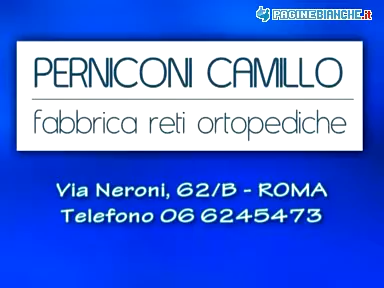 PAGINEBIANCHE.it
PERNICONI CAMILLO
fabbrica reti ortopediche
Via Neroni, 62/B - ROMA
Telefono 06 6245473